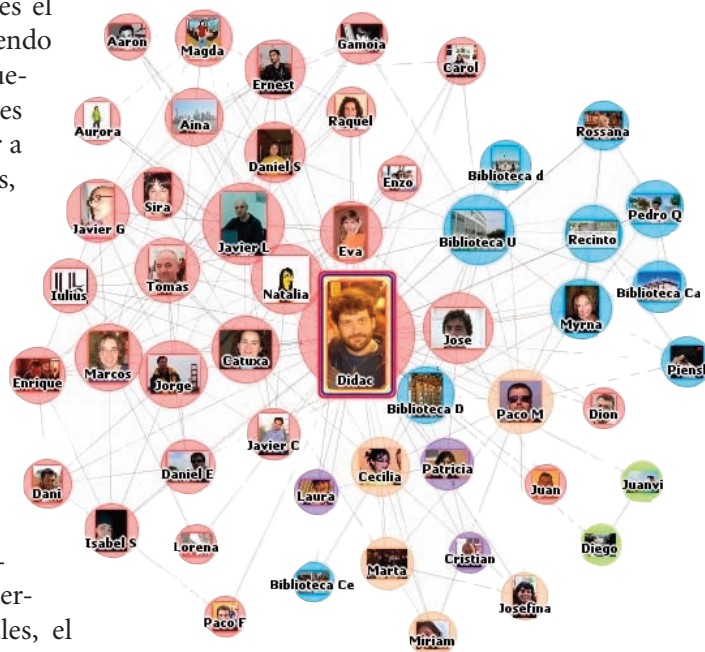 es el
endo
ue-
es
r a
s,
Aaron
Magda
Gamoia
Ernest
Carol
Aurora
Aina
Raquel
Rossana
Daniel S
Biblioteca d
Enzo
Javier G
Sira
Javier L
Eva
Biblioteca U
Recinto
Pedro Q
Iulius
Tomas
Natalia
Biblioteca Ca
Myrna
Enrique
Marcos
Jorge
Catuxa
Didac
Jose
Piensl
Biblioteca D
Paco M
Dion
Javier C
Dani
Daniel E
Laura
Cecilia
Patricia
Juan
Juanvi
Isabel S
Lorena
Marta
Cristian
Diego
Biblioteca Ce
Josefina
Paco F
Miriam
-
er-
les, el